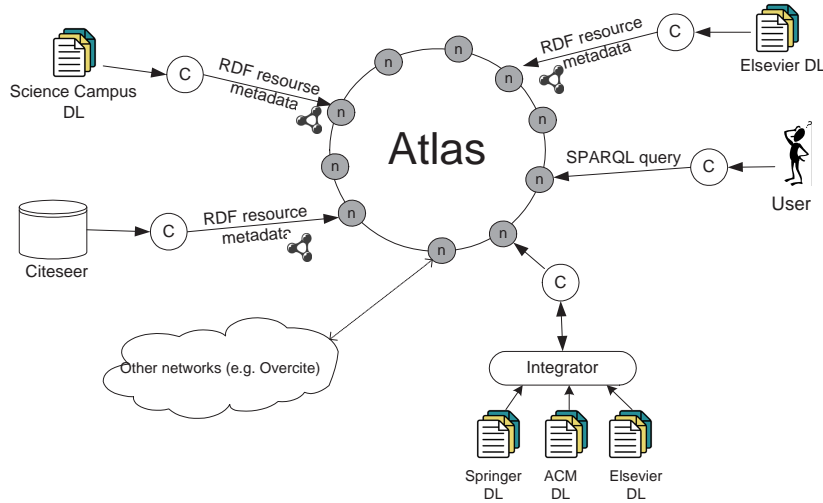 Science Campus
DL
C
RDF resourse
metadata
n
n
n
n
n
n
n
n
n
n
Atlas
RDF resource
metadata
C
Elsevier DL
SPARQL query
C
?
User
Citeseer
C
RDF resource
metadata
C
Other networks (e.g. Overcite)
Integrator
Springer
DL
ACM
DL
Elsevier
DL